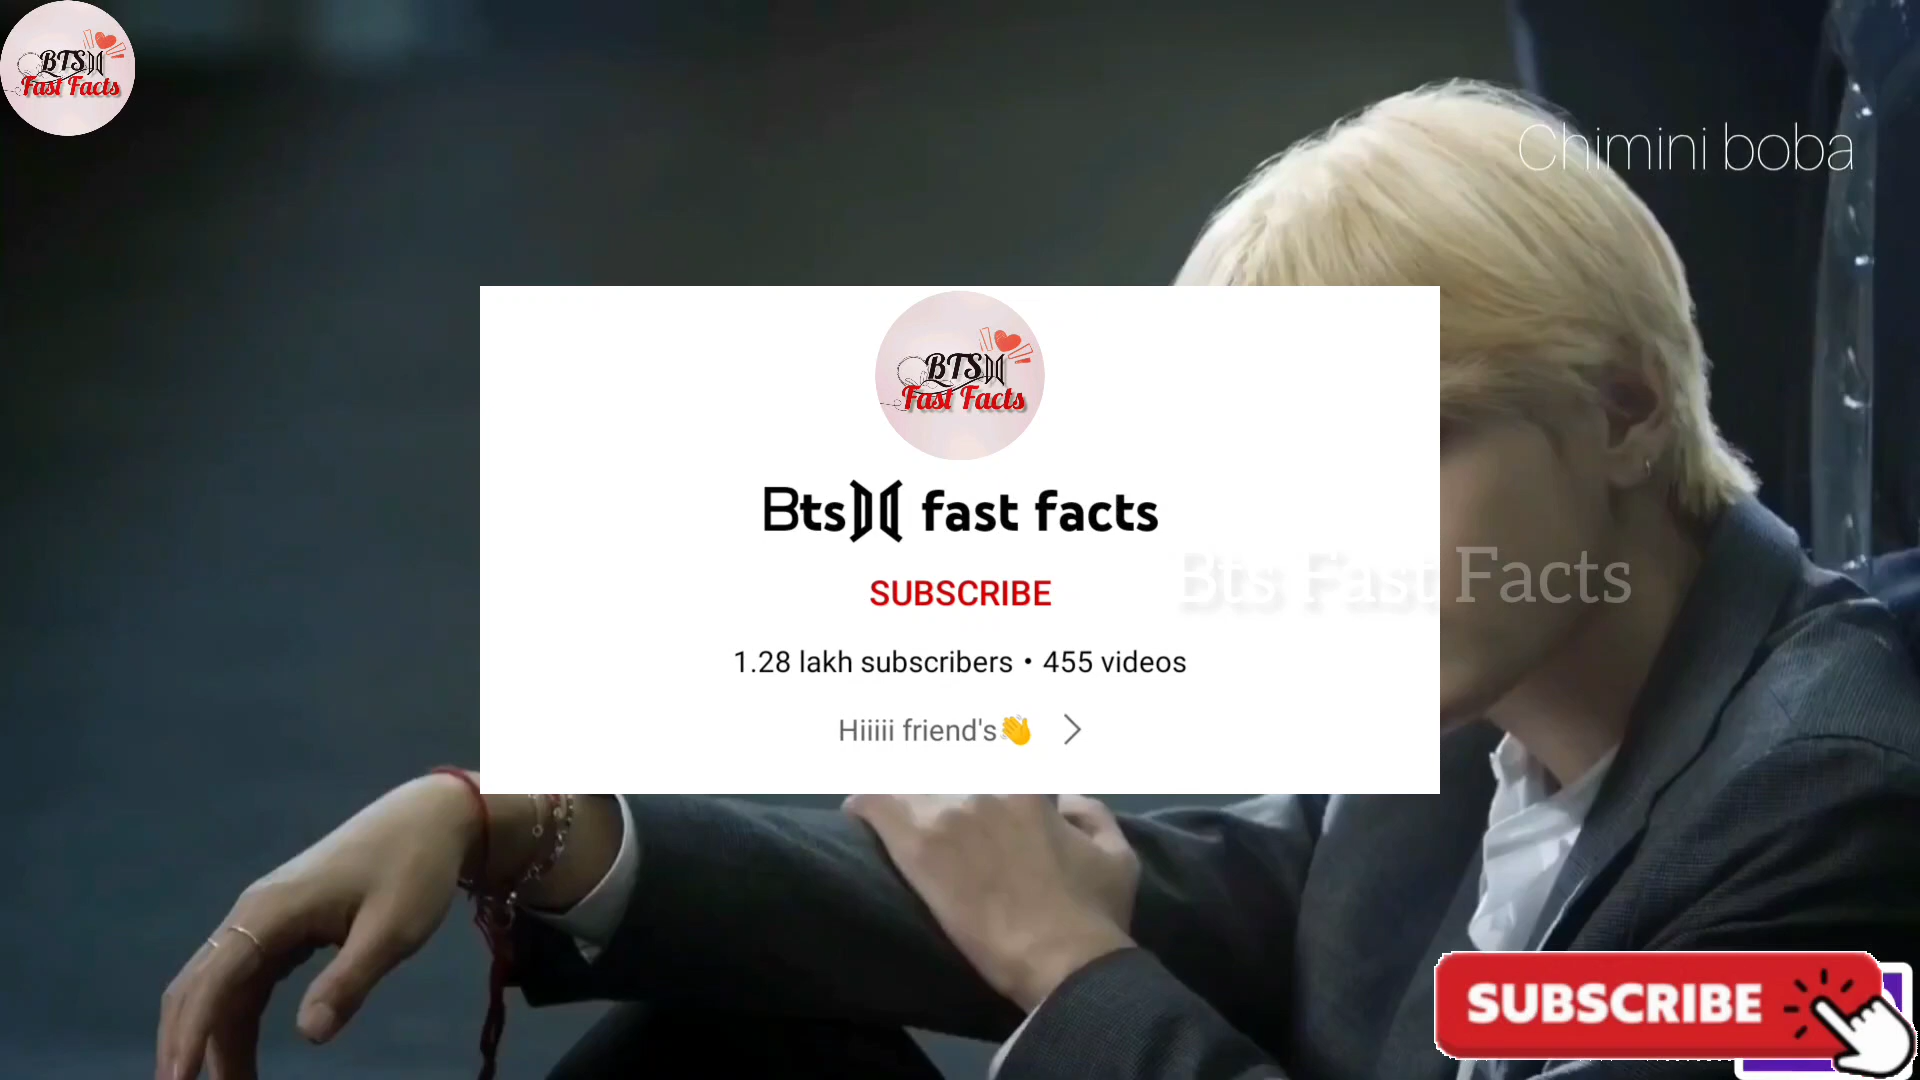 BTS
Fast Facts
Chimini boba
BTS
Fast Facts
Bts fast facts
SUBSCRIBE
Bts Fast Facts
1.28 lakh subscribers • 455 videos
Hiiiii friend's👋
SUBSCRIBE